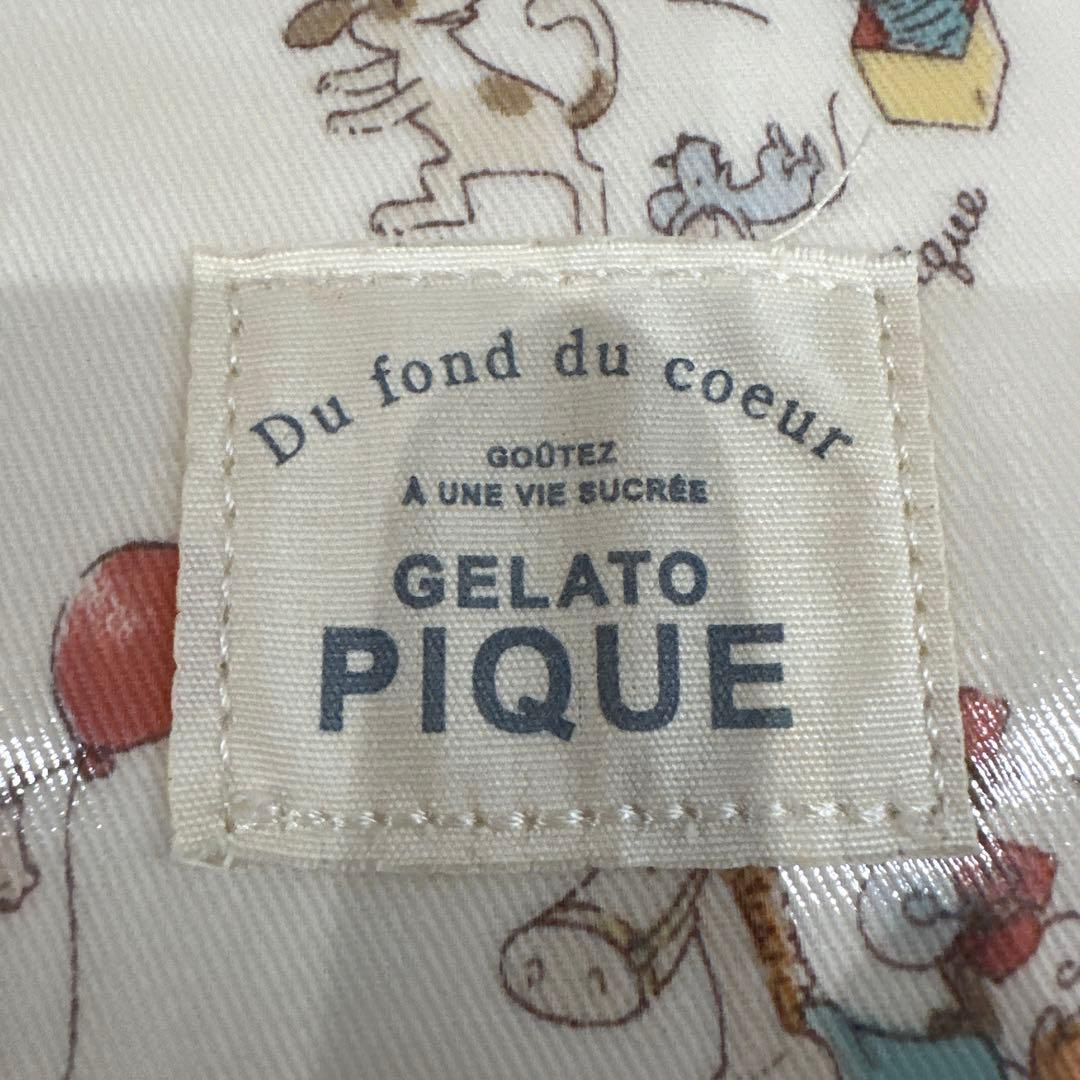 Du fond du coeur
GOÛTEZ
À UNE VIE SUCRÉE
GELATO
PIQUE